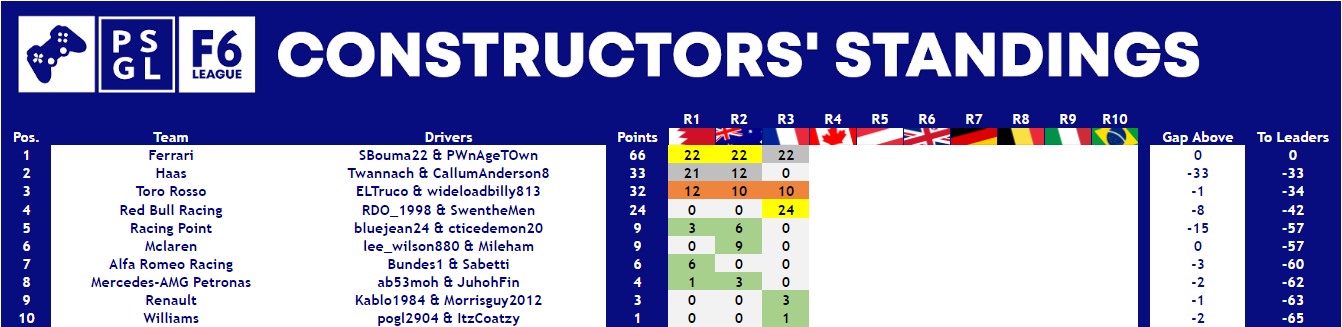 PS
GL
F6
LEAGUE
CONSTRUCTORS' STANDINGS
R1 R2 R3 R4 R5 R6 R7 R8 R9 R10
Pos. Team Drivers Points Gap Above To Leaders
1 Ferrari SBouma22 & PWnAgeTOwn 66 22 22 22 0 0
2 Haas Twannach & CallumAnderson8 33 21 12 0 -33 -33
3 Toro Rosso ELTruco & wideloadbilly813 32 12 10 10 -1 -34
4 Red Bull Racing RDO_1998 & SwentheMen 24 0 0 24 -8 -42
5 Racing Point bluejean24 & cticedemon20 9 3 6 0 -15 -57
6 Mclaren lee_wilson880 & Mileham 9 0 9 0 0 -57
7 Alfa Romeo Racing Bundes1 & Sabetti 6 6 0 0 -3 -60
8 Mercedes-AMG Petronas ab53moh & JuhohFin 4 1 3 0 -2 -62
9 Renault Kablo1984 & Morrisguy2012 3 0 0 3 -1 -63
10 Williams pogl2904 & ItzCoatzy 1 0 0 1 -2 -65